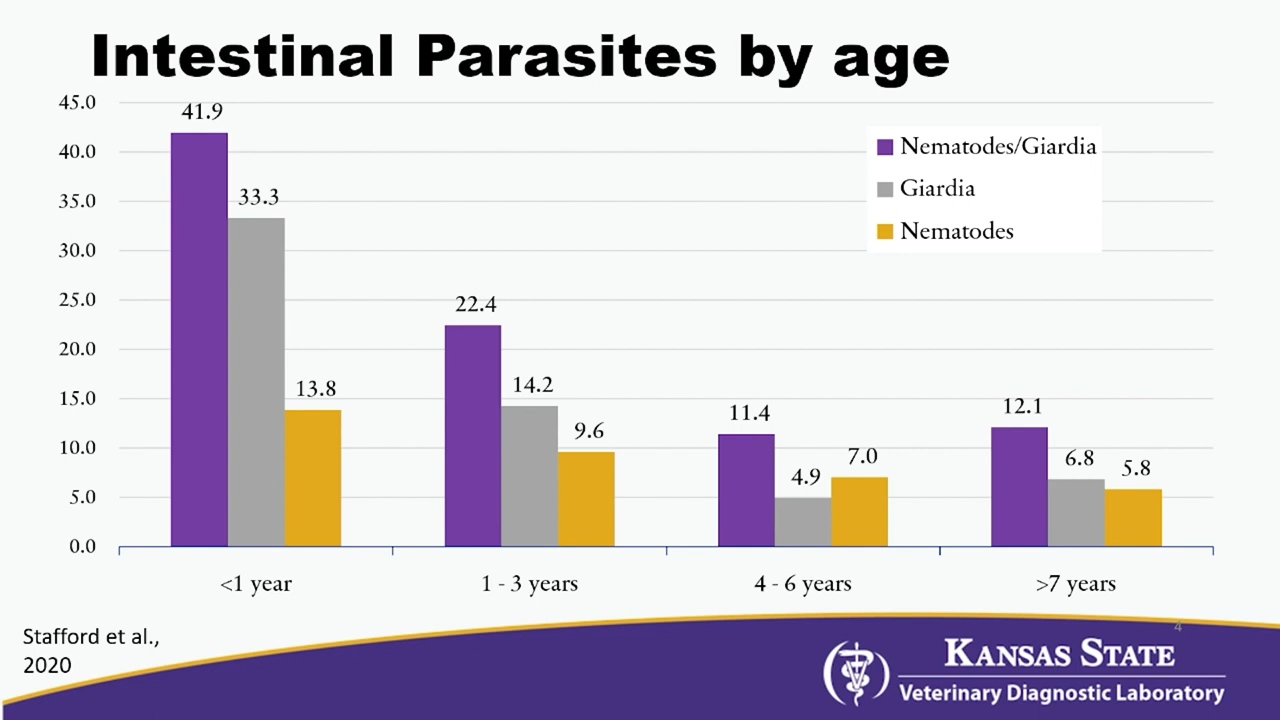 Intestinal Parasites by age
45.0
40.0
35.0
30.0
25.0
20.0
15.0
10.0
5.0
0.0
41.9
33.3
13.8
22.4
14.2
9.6
11.4
4.9
7.0
12.1
6.8
5.8
Nematodes/Giardia
Giardia
Nematodes
<1 year
1 - 3 years
4 - 6 years
>7 years
Stafford et al.,
2020
4
KANSAS STATE
Veterinary Diagnostic Laboratory